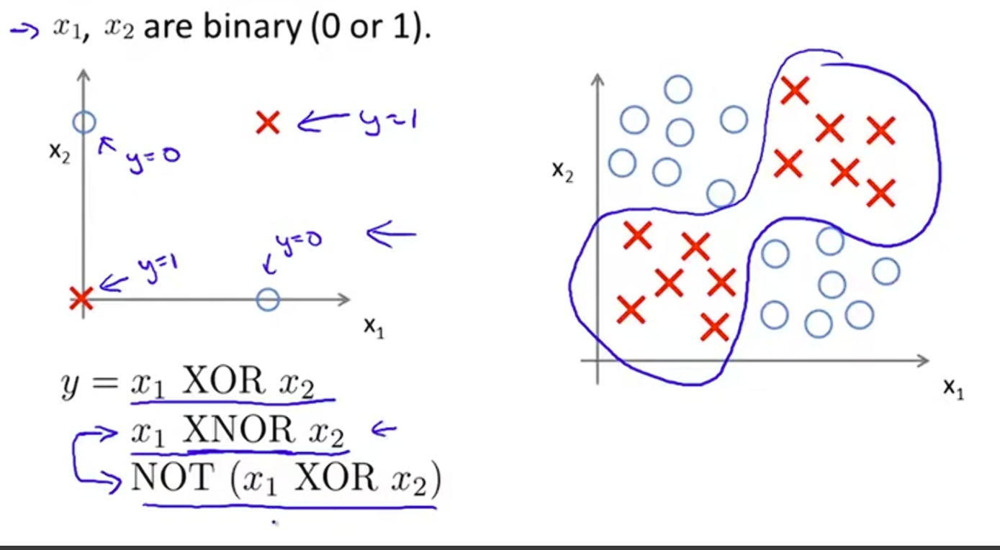 → x₁, x₂ are binary (0 or 1).
x₂
y=0
← y=1
y=1
y=0
←
x₁
y = x₁ XOR x₂
x₁ XNOR x₂ ←
NOT (x₁ XOR x₂)
x₂
x₁